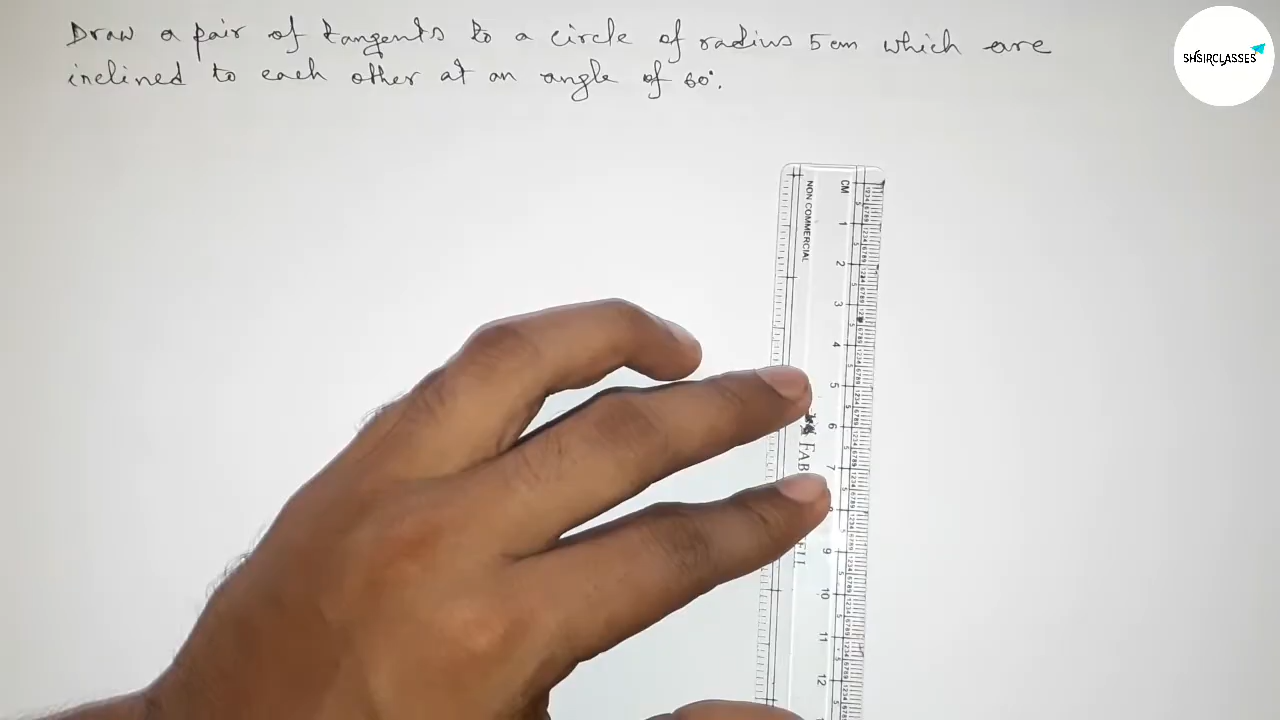 Draw a pair of tangents to a circle of radius 5 cm which are
inclined to each other at an angle of 60°.
SHSIRCLASSES
NON COMMERCIAL
CM
1
2
3
4
5
6
7
8
9
10
11
12